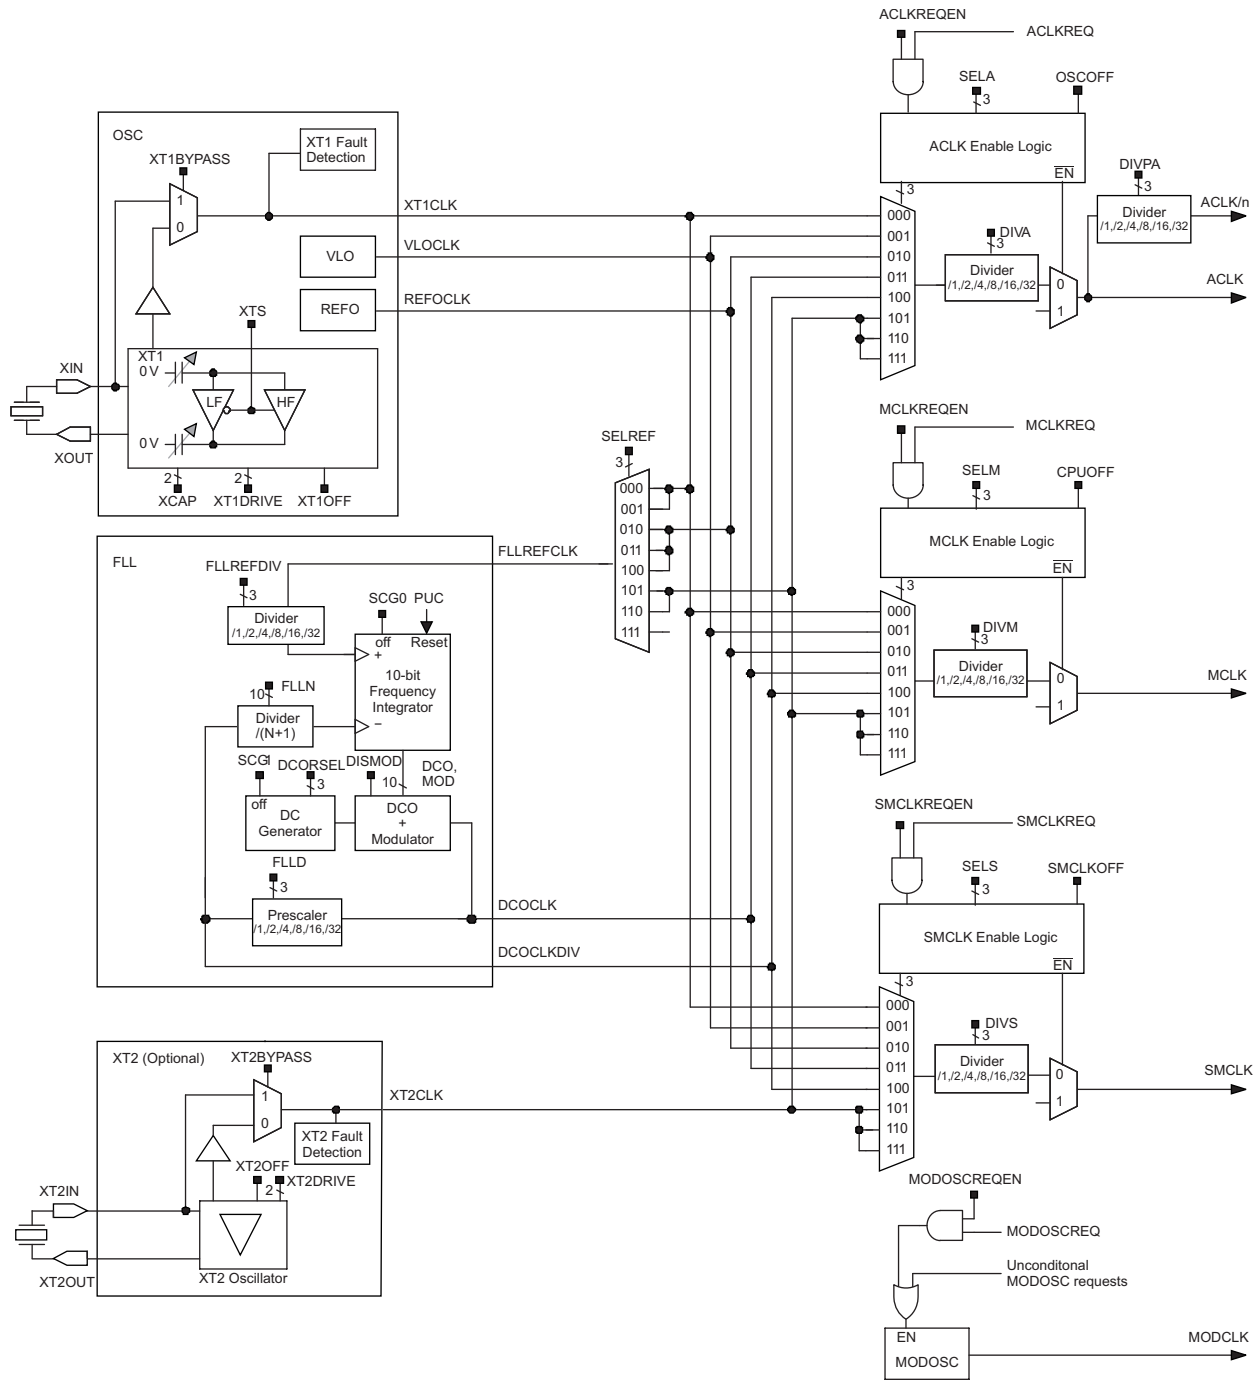 ACLKREQEN
ACLKREQ
SELA
3
OSCOFF
ACLK Enable Logic
EN
3
DIVPA
3
Divider
/1,/2,/4,/8,/16,/32
ACLK/n
000
001
010
011
100
101
110
111
DIVA
3
Divider
/1,/2,/4,/8,/16,/32
0
1
ACLK
OSC
XT1BYPASS
1
0
XT1 Fault
Detection
XT1CLK
VLO
VLOCLK
REFO
REFOCLK
XTS
XT1
0 V
LF
HF
0 V
XIN
XOUT
2
XCAP
2
XT1DRIVE
XT1OFF
SELREF
3
000
001
010
011
100
101
110
111
MCLKREQEN
MCLKREQ
SELM
3
CPUOFF
MCLK Enable Logic
EN
3
000
001
010
011
100
101
110
111
DIVM
3
Divider
/1,/2,/4,/8,/16,/32
0
1
MCLK
FLL
FLLREFCLK
FLLREFDIV
3
Divider
/1,/2,/4,/8,/16,/32
SCG0
PUC
off
Reset
+
10-bit
Frequency
Integrator
−
FLLN
10
Divider
/(N+1)
SCG1
DCORSEL
3
DISMOD
10
DCO,
MOD
off
DC
Generator
DCO
+
Modulator
FLLD
3
Prescaler
/1,/2,/4,/8,/16,/32
DCOCLK
DCOCLKDIV
SMCLKREQEN
SMCLKREQ
SELS
3
SMCLKOFF
SMCLK Enable Logic
EN
3
000
001
010
011
100
101
110
111
DIVS
3
Divider
/1,/2,/4,/8,/16,/32
0
1
SMCLK
XT2 (Optional)
XT2BYPASS
1
0
XT2CLK
XT2 Fault
Detection
XT2OFF
2
XT2DRIVE
XT2IN
XT2OUT
XT2 Oscillator
MODOSCREQEN
MODOSCREQ
Unconditonal
MODOSC requests
EN
MODOSC
MODCLK